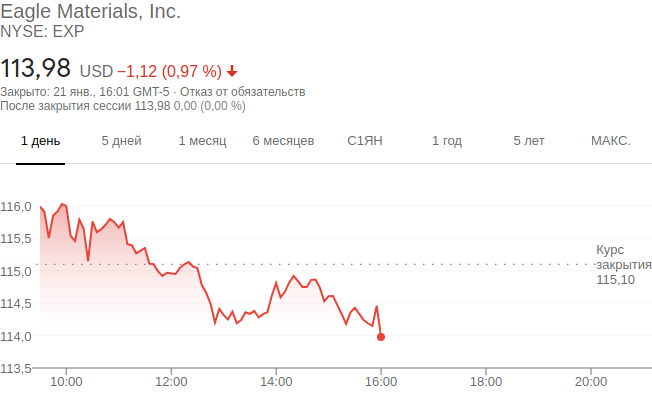 Eagle Materials, Inc.
NYSE: EXP
113,98 USD −1,12 (0,97 %)
Закрыто: 21 янв., 16:01 GMT-5 · Отказ от обязательств
После закрытия сессии 113,98 0,00 (0,00 %)
1 день 5 дней 1 месяц 6 месяцев С1ЯН 1 год 5 лет МАКС.
116,0
115,5
115,0
114,5
114,0
113,5
Курс
закрытия
115,10
10:00 12:00 14:00 16:00 18:00 20:00